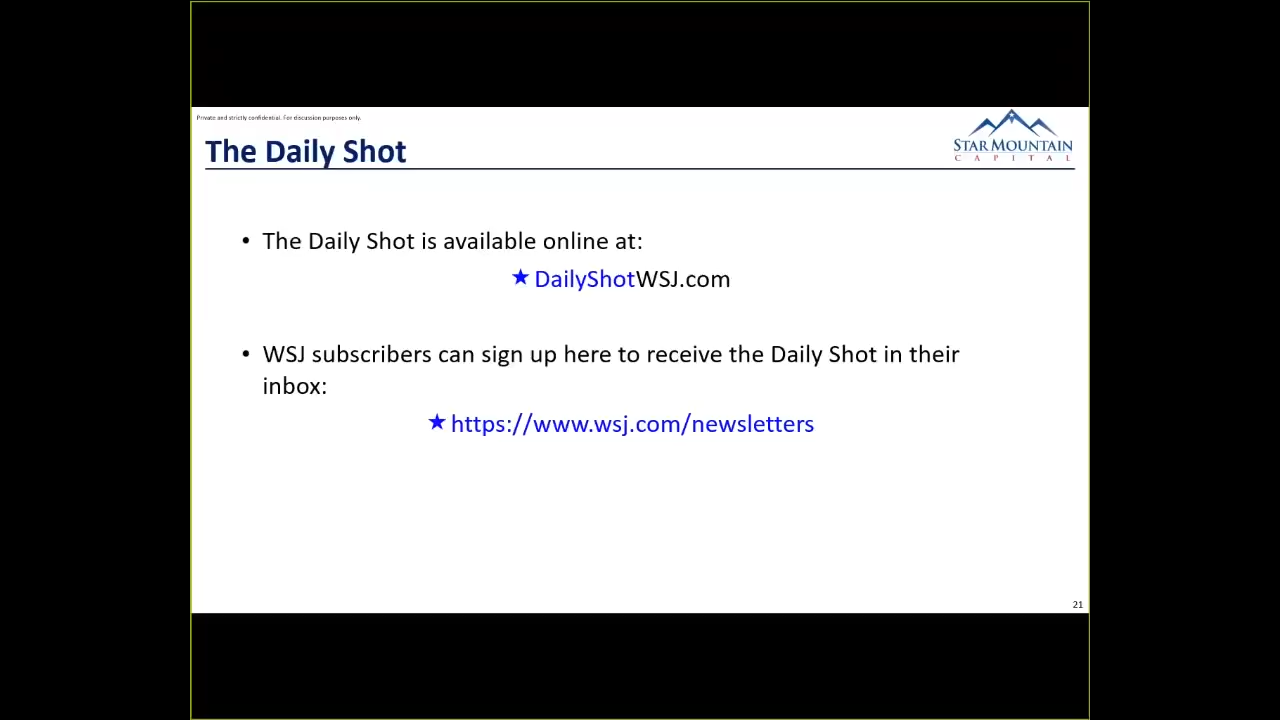 Private and strictly confidential. For discussion purposes only.
The Daily Shot
STAR MOUNTAIN
CAPITAL
• The Daily Shot is available online at:
★ DailyShotWSJ.com
• WSJ subscribers can sign up here to receive the Daily Shot in their
inbox:
★ https://www.wsj.com/newsletters
21